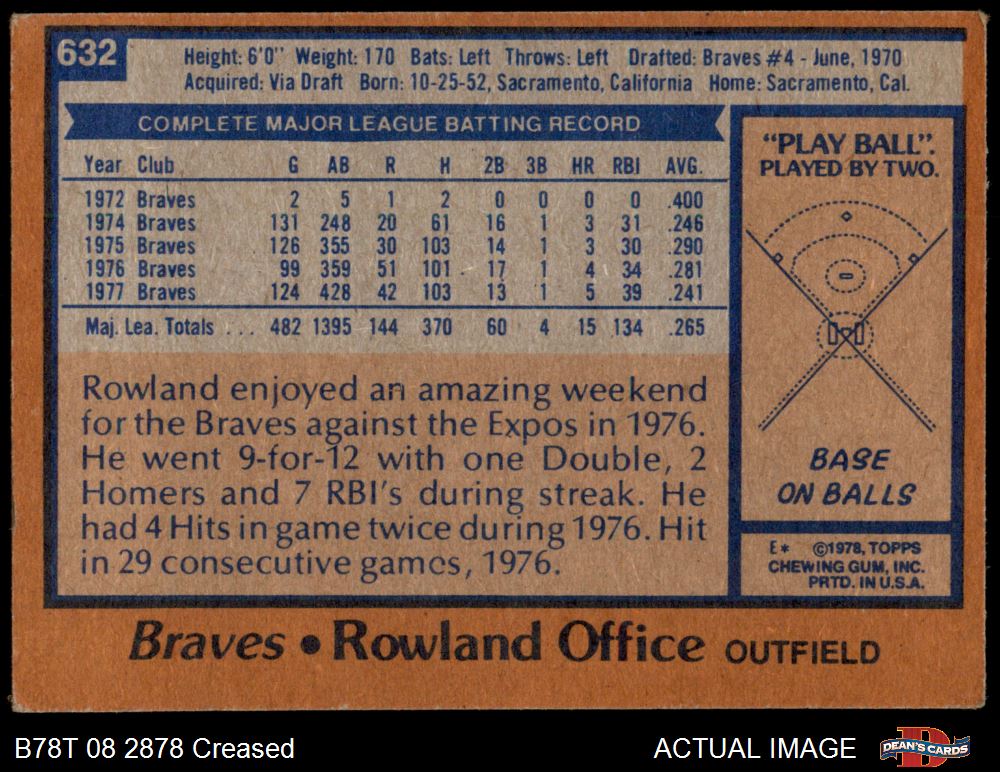 632
Height: 6'0" Weight: 170 Bats: Left Throws: Left Drafted: Braves #4 - June, 1970
Acquired: Via Draft Born: 10-25-52, Sacramento, California Home: Sacramento, Cal.
COMPLETE MAJOR LEAGUE BATTING RECORD
Year Club G AB R H 2B 3B HR RBI AVG.
1972 Braves 2 5 1 2 0 0 0 0 .400
1974 Braves 131 248 20 61 16 1 3 31 .246
1975 Braves 126 355 30 103 14 1 3 30 .290
1976 Braves 99 359 51 101 17 1 4 34 .281
1977 Braves 124 428 42 103 13 1 5 39 .241
Maj. Lea. Totals . . . 482 1395 144 370 60 4 15 134 .265
Rowland enjoyed an amazing weekend
for the Braves against the Expos in 1976.
He went 9-for-12 with one Double, 2
Homers and 7 RBI's during streak. He
had 4 Hits in game twice during 1976. Hit
in 29 consecutive games, 1976.
"PLAY BALL".
PLAYED BY TWO.
BASE
ON BALLS
E* ©1978, TOPPS
CHEWING GUM, INC.
PRTD. IN U.S.A.
Braves • Rowland Office OUTFIELD
B78T 08 2878 Creased
ACTUAL IMAGE
DEAN'S CARDS